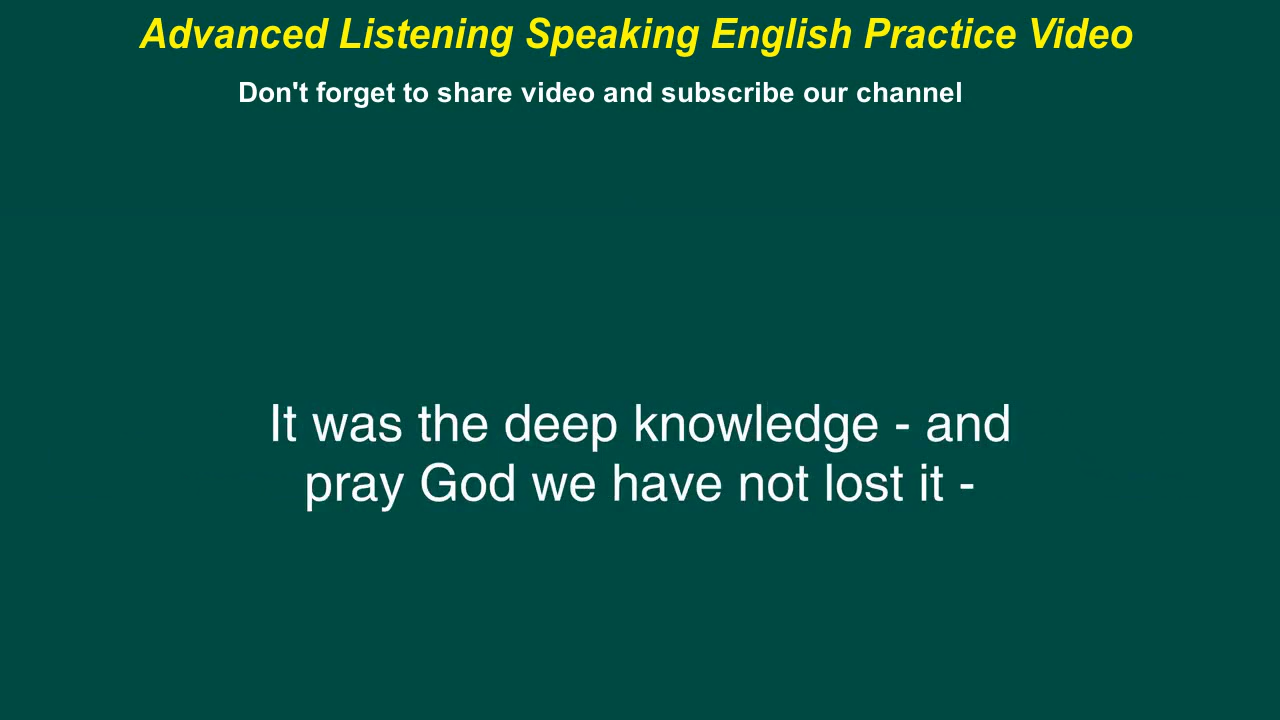 Advanced Listening Speaking English Practice Video
Don't forget to share video and subscribe our channel
It was the deep knowledge - and
pray God we have not lost it -